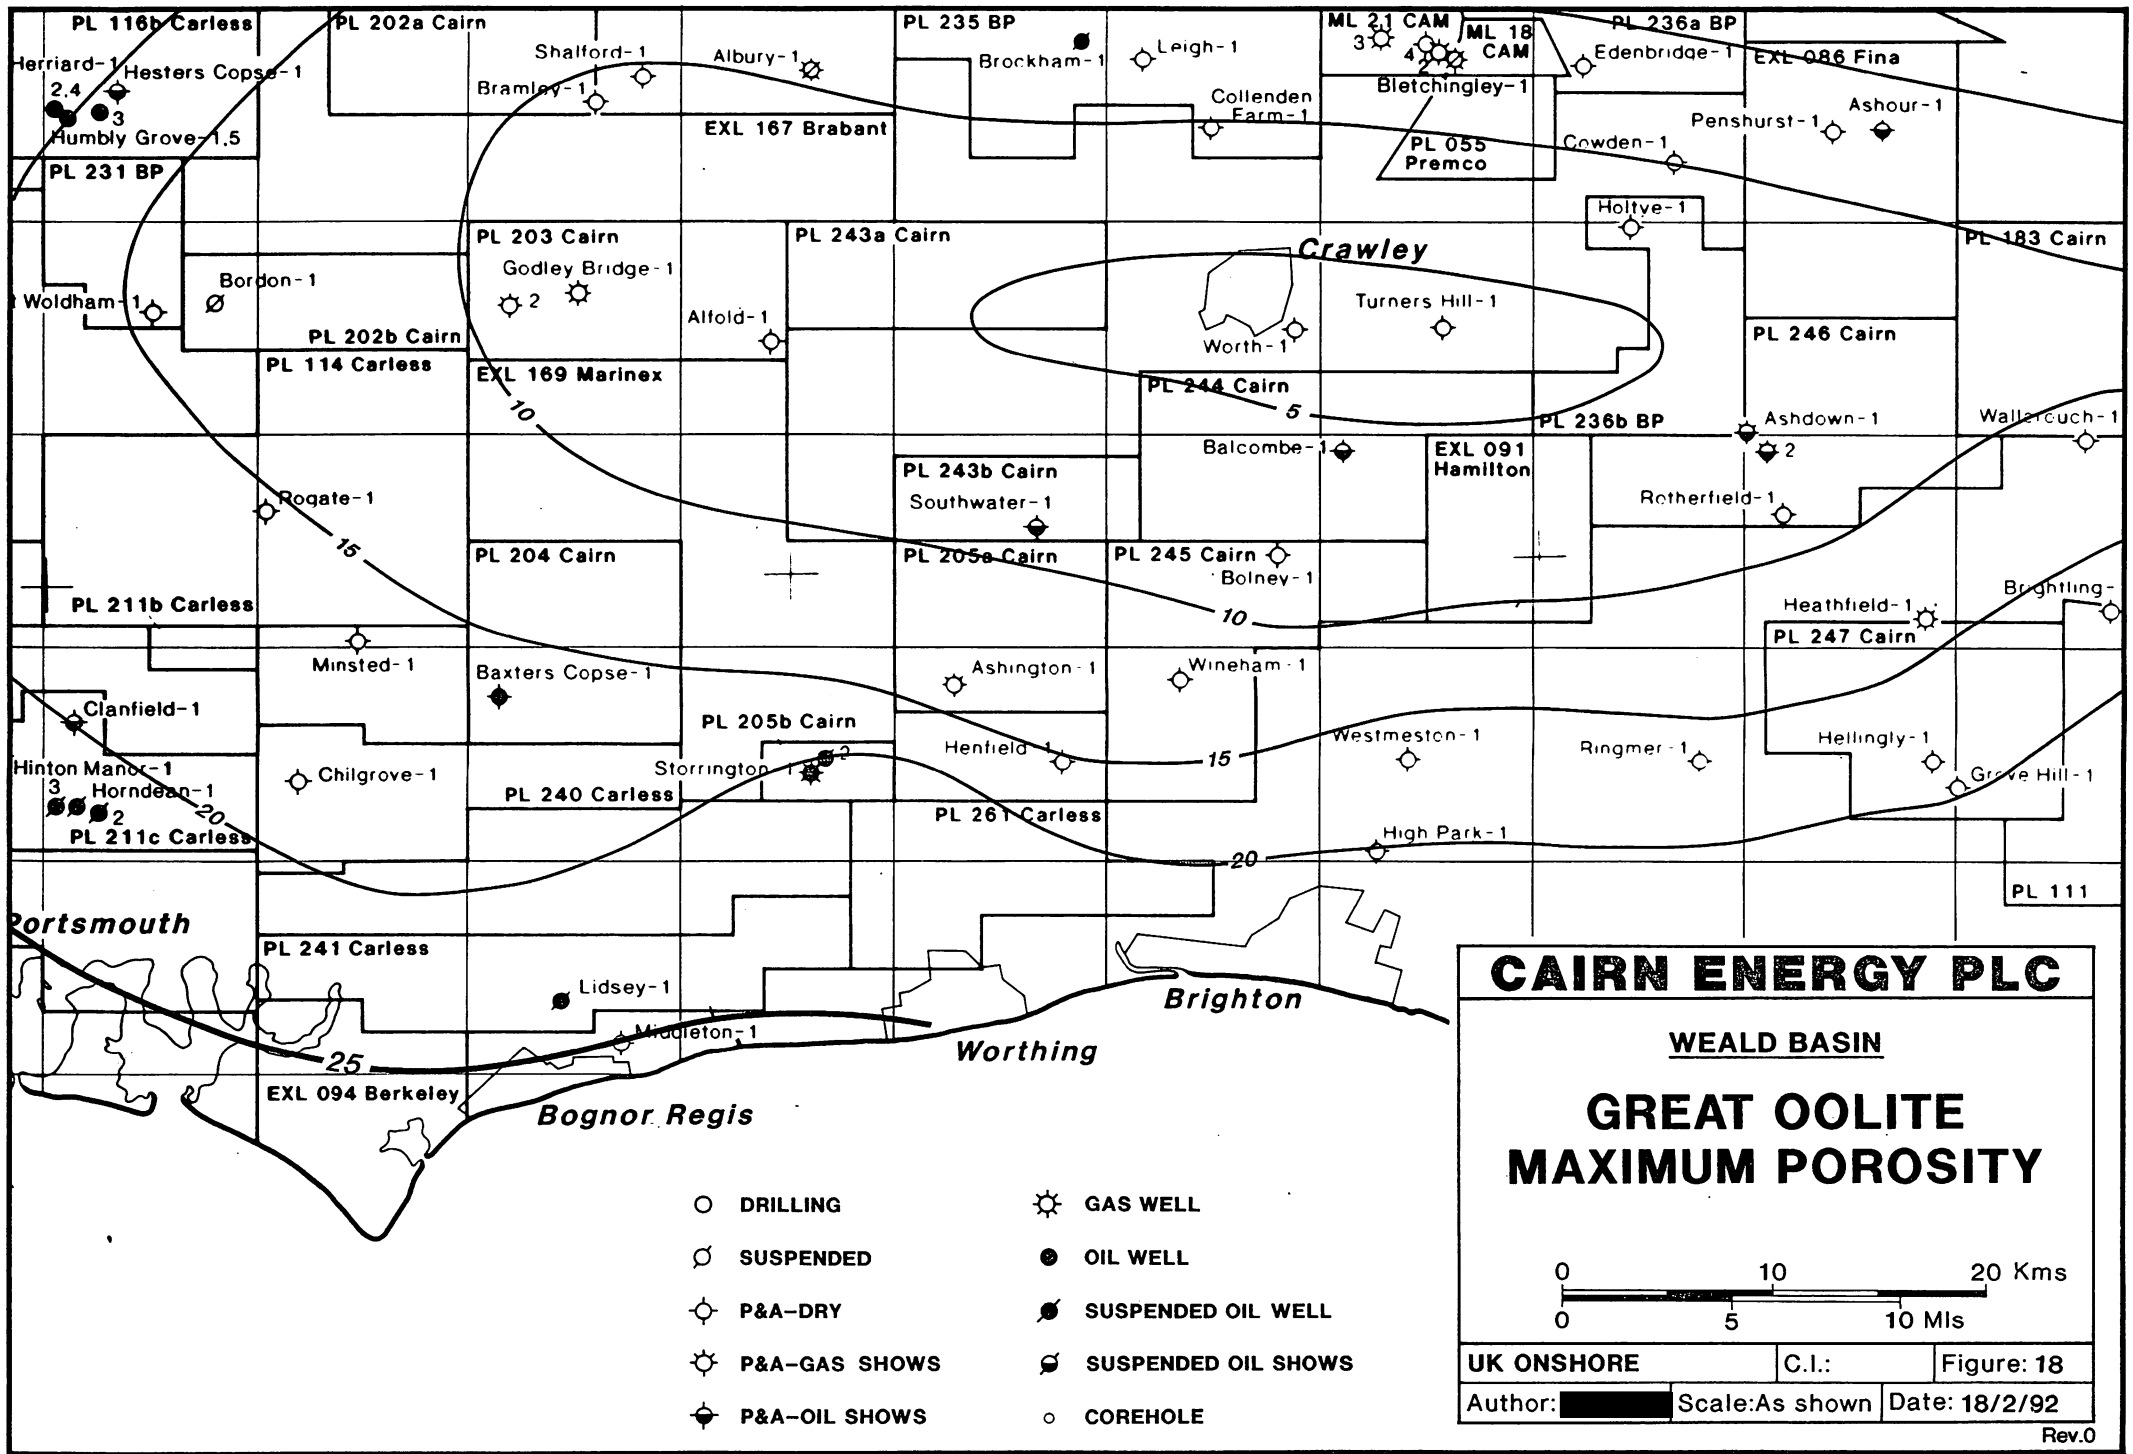 PL 116b Carless
PL 202a Cairn
PL 235 BP
ML 21 CAM
ML 18
CAM
PL 236a BP
EXL 086 Fina
Herriard-1
Hesters Copse-1
2,4
3
Humbly Grove-1,5
Shalford-1
Bramley-1
Albury-1
Brockham-1
Leigh-1
3
4
2
Bletchingley-1
Edenbridge-1
Collenden
Farm-1
EXL 167 Brabant
PL 055
Premco
Cowden-1
Penshurst-1
Ashour-1
PL 231 BP
Holtye-1
PL 183 Cairn
PL 203 Cairn
PL 243a Cairn
Crawley
Godley Bridge-1
2
Bordon-1
Woldham-1
Alfold-1
Turners Hill-1
Worth-1
PL 202b Cairn
PL 246 Cairn
PL 114 Carless
EXL 169 Marinex
PL 244 Cairn
10
5
PL 236b BP
Ashdown-1
2
Wallcrouch-1
Balcombe-1
EXL 091
Hamilton
PL 243b Cairn
Southwater-1
Rogate-1
Rotherfield-1
15
PL 204 Cairn
PL 205a Cairn
PL 245 Cairn
Bolney-1
PL 211b Carless
10
Brightling-
Heathfield-1
PL 247 Cairn
Minsted-1
Baxters Copse-1
Ashington-1
Wineham-1
Clanfield-1
PL 205b Cairn
Henfield-1
15
Westmeston-1
Ringmer-1
Hellingly-1
Hinton Manor-1
3
Horndean-1
2
Chilgrove-1
Storrington-1
2
Grove Hill-1
20
PL 240 Carless
PL 261 Carless
PL 211c Carless
High Park-1
20
PL 111
Portsmouth
PL 241 Carless
Lidsey-1
Brighton
Middleton-1
Worthing
25
EXL 094 Berkeley
Bognor Regis
CAIRN ENERGY PLC
WEALD BASIN
GREAT OOLITE
MAXIMUM POROSITY
0 10 20 Kms
0 5 10 Mls
UK ONSHORE C.I.: Figure: 18
Author: Scale:As shown Date: 18/2/92
Rev.0
DRILLING
SUSPENDED
P&A-DRY
P&A-GAS SHOWS
P&A-OIL SHOWS
GAS WELL
OIL WELL
SUSPENDED OIL WELL
SUSPENDED OIL SHOWS
COREHOLE